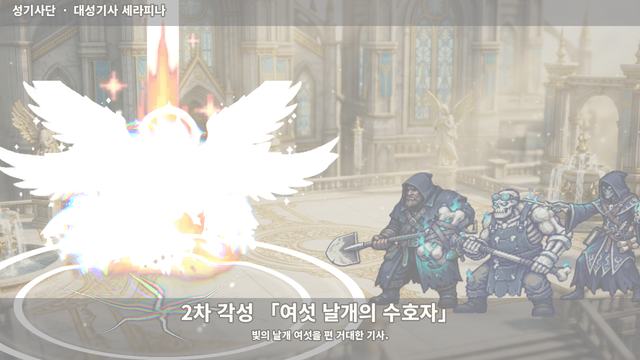 성기사단 · 대성기사 세라피나
2차 각성 「여섯 날개의 수호자」
빛의 날개 여섯을 편 거대한 기사.